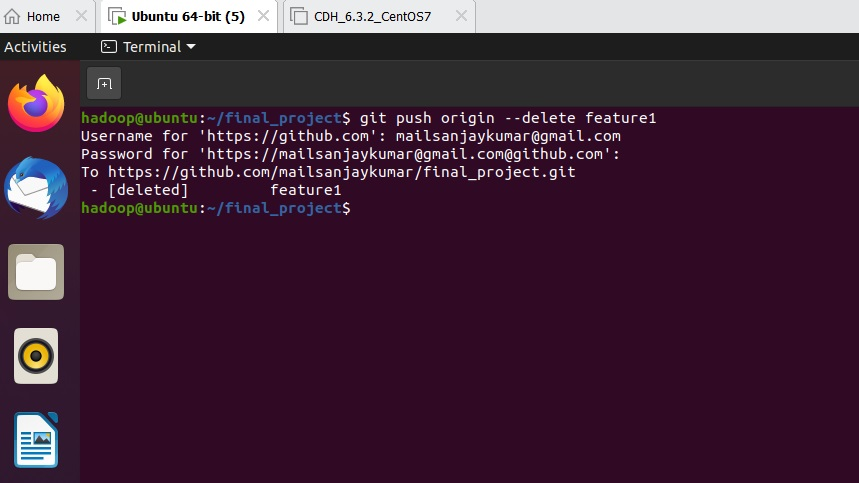 Home
Ubuntu 64-bit (5)
CDH_6.3.2_CentOS7
Activities
Terminal
hadoop@ubuntu:~/final_project$ git push origin --delete feature1
Username for 'https://github.com': mailsanjaykumar@gmail.com
Password for 'https://mailsanjaykumar@gmail.com@github.com':
To https://github.com/mailsanjaykumar/final_project.git
 - [deleted]         feature1
hadoop@ubuntu:~/final_project$